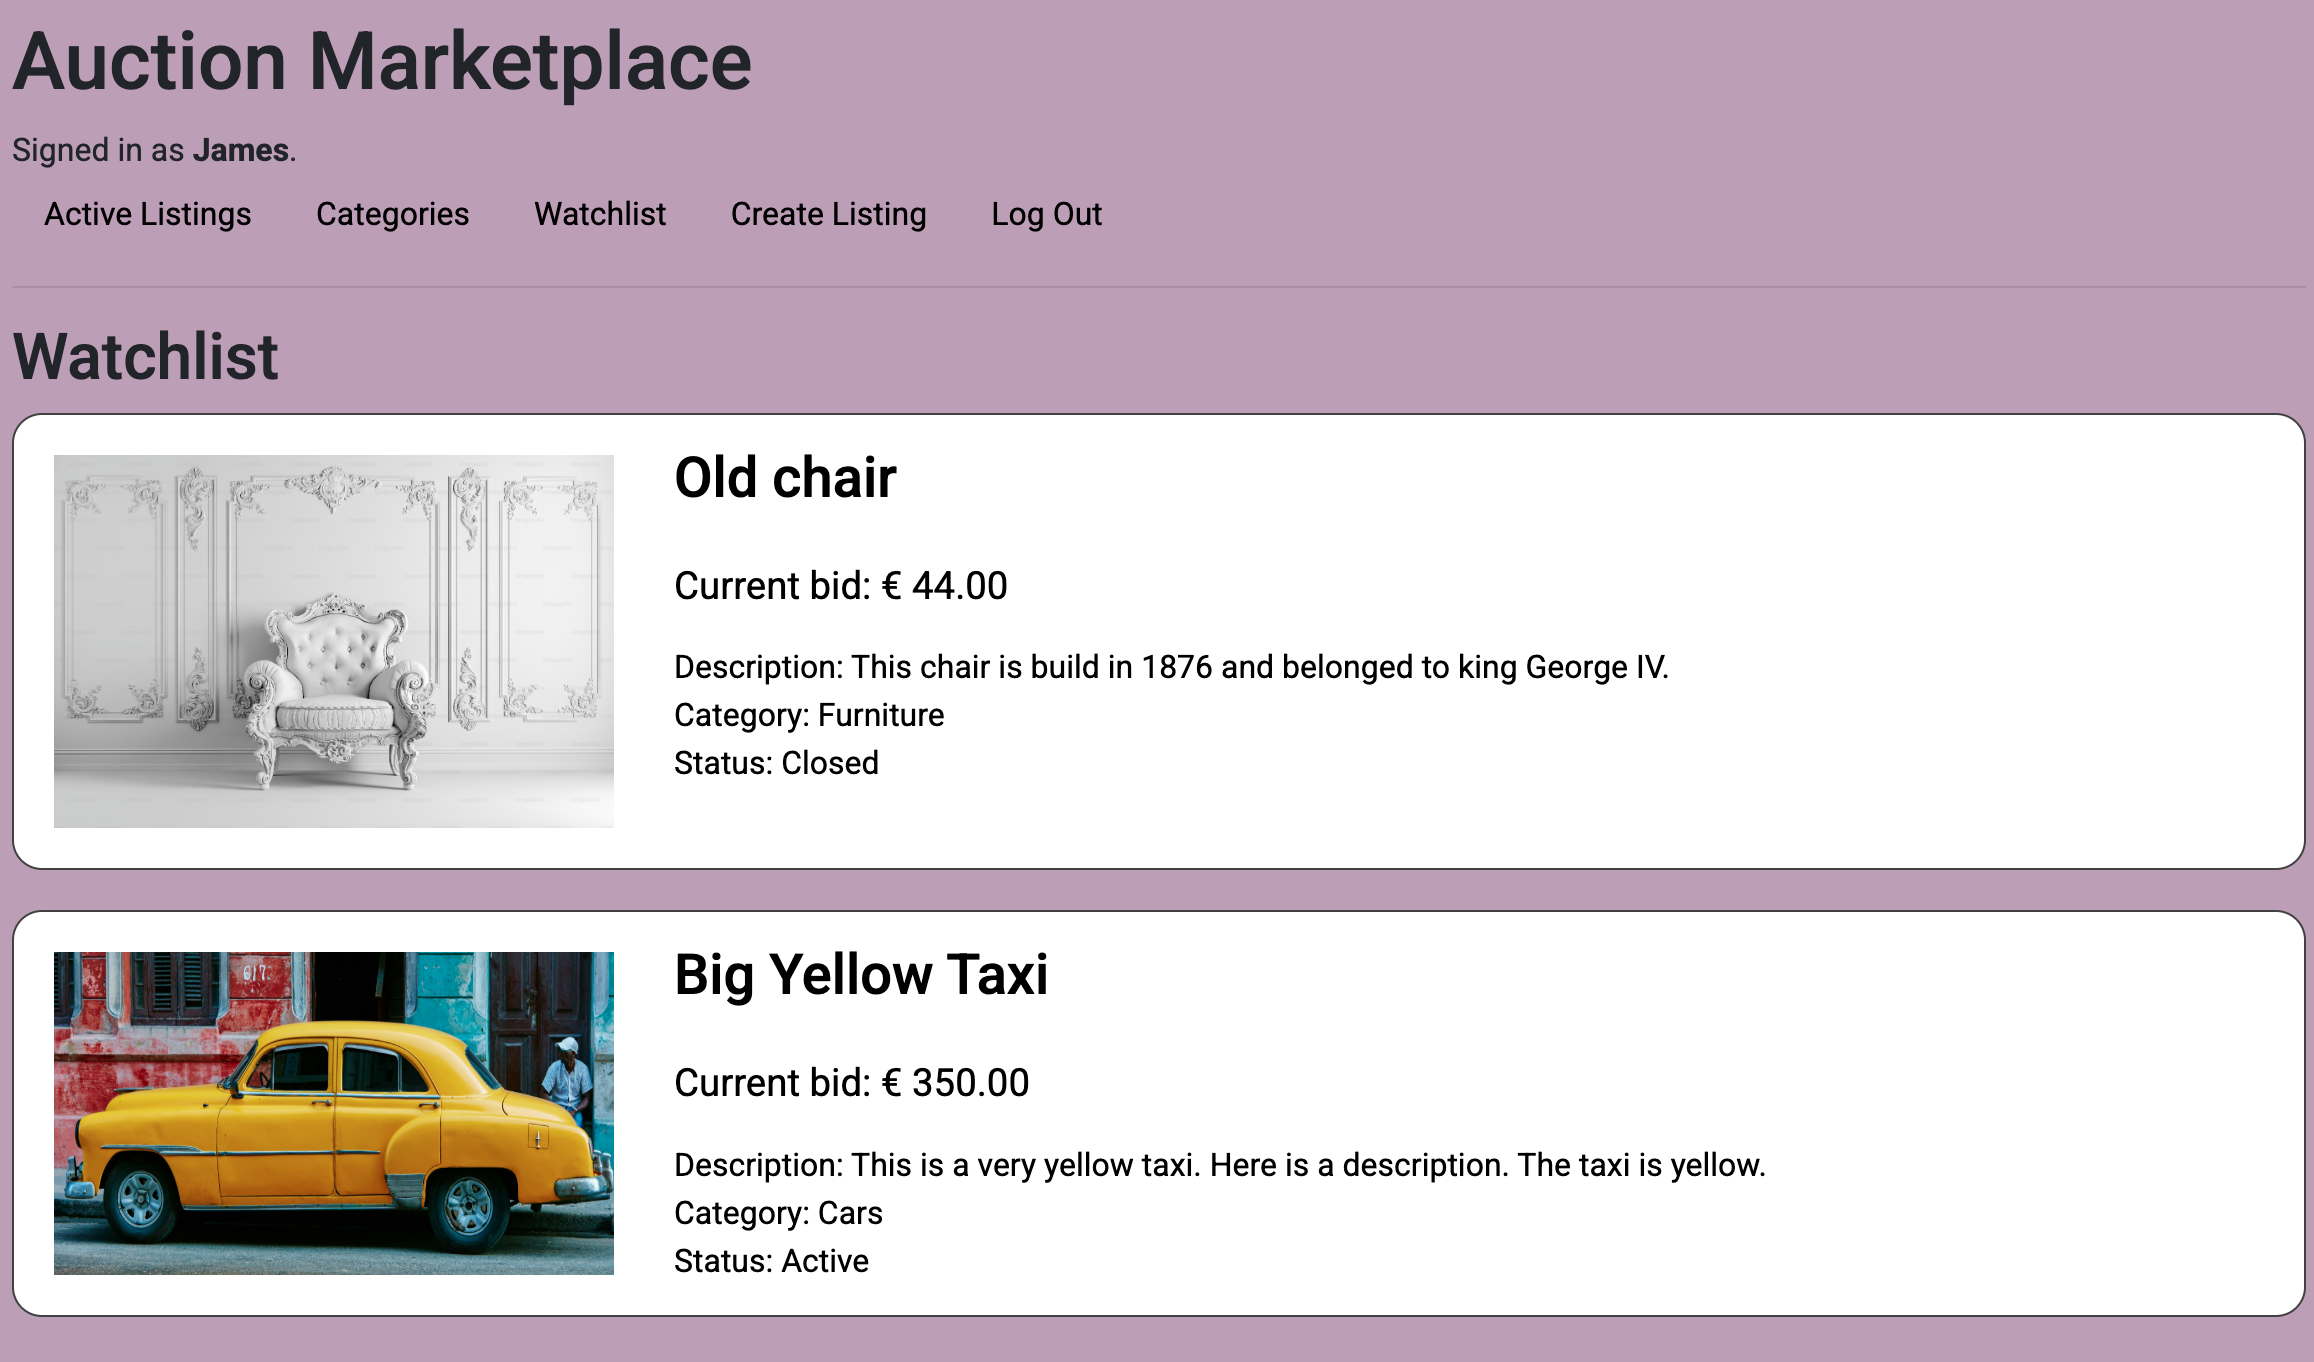 Auction Marketplace
Signed in as James.
Active Listings Categories Watchlist Create Listing Log Out
Watchlist
Old chair
Current bid: € 44.00
Description: This chair is build in 1876 and belonged to king George IV.
Category: Furniture
Status: Closed
617.
Big Yellow Taxi
Current bid: € 350.00
Description: This is a very yellow taxi. Here is a description. The taxi is yellow.
Category: Cars
Status: Active